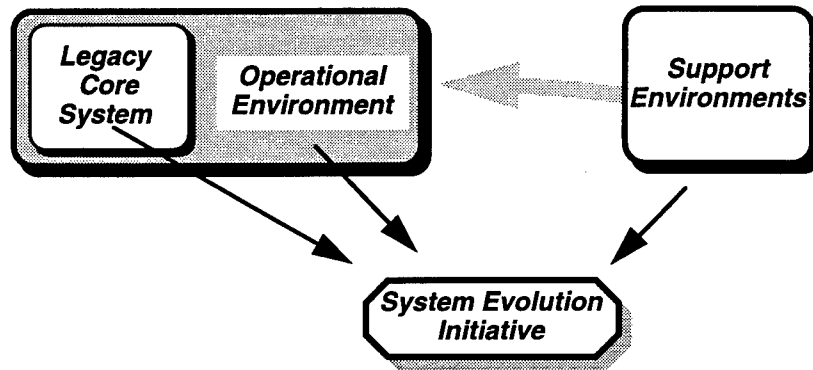 Legacy
Core
System
Operational
Environment
Support
Environments
System Evolution
Initiative